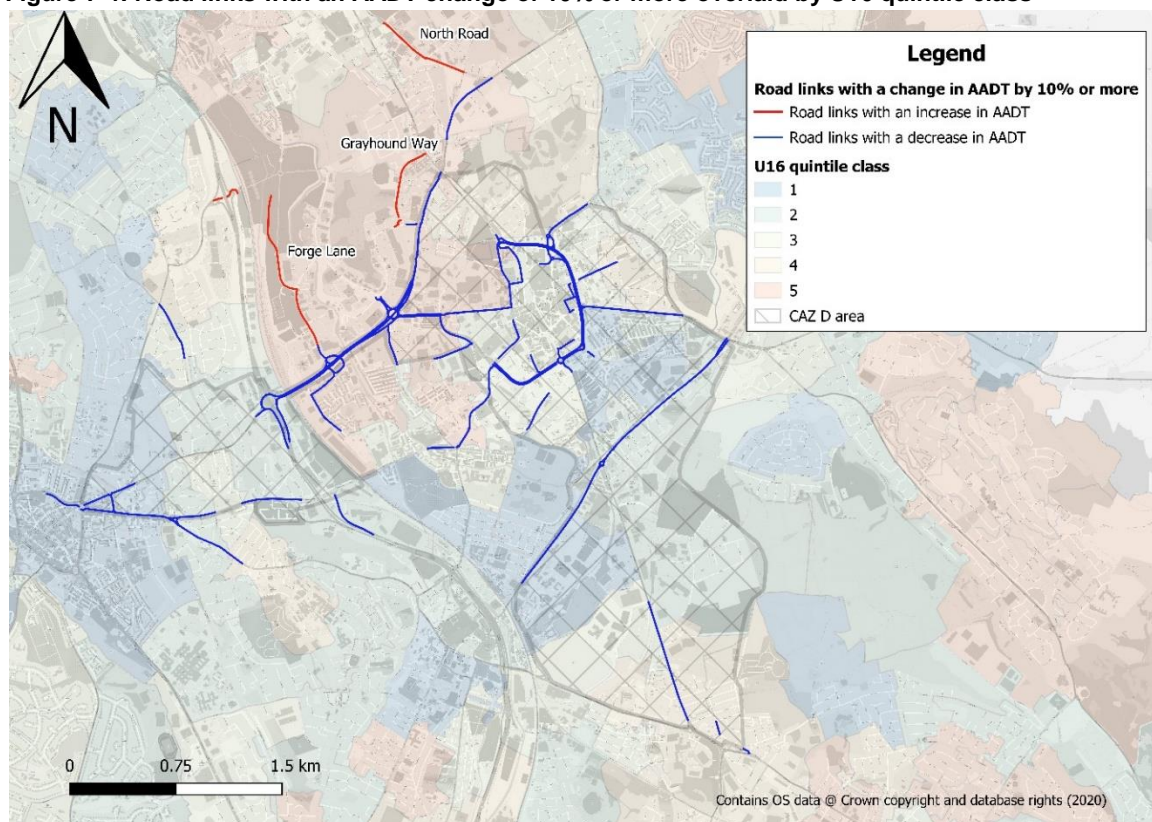 North Road
Grayhound Way
Forge Lane
N
Legend
Road links with a change in AADT by 10% or more
Road links with an increase in AADT
Road links with a decrease in AADT
U16 quintile class
1
2
3
4
5
CAZ D area
0 0.75 1.5 km
Contains OS data @ Crown copyright and database rights (2020)